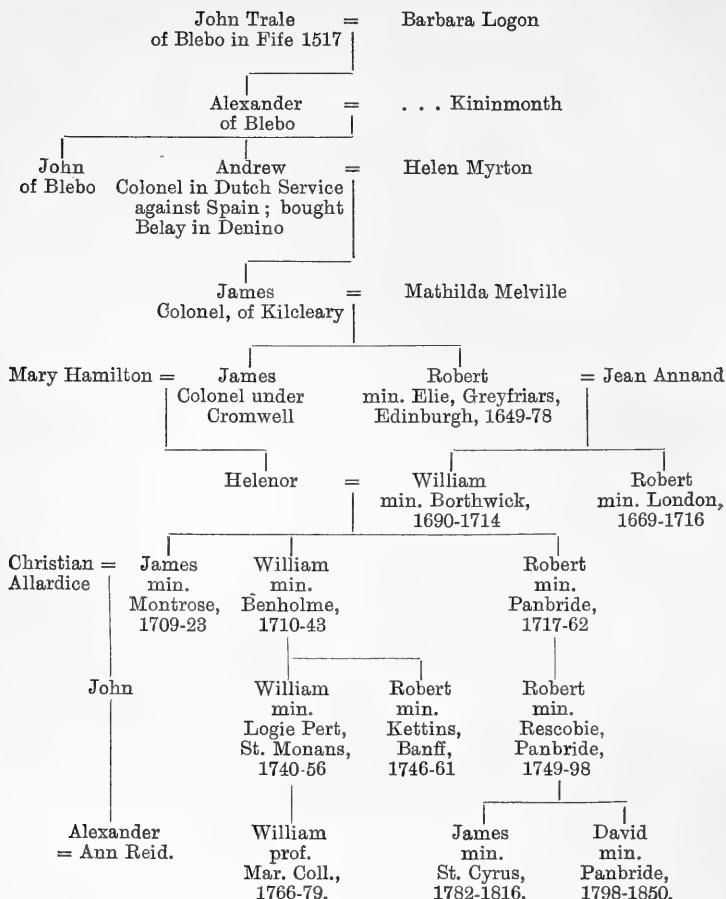 John Trale = Barbara Logon
of Blebo in Fife 1517
Alexander = . . . Kininmonth
of Blebo
John Andrew = Helen Myrton
of Blebo Colonel in Dutch Service
against Spain ; bought
Belay in Denino
James = Mathilda Melville
Colonel, of Kilcleary
Mary Hamilton = James Robert = Jean Annand
Colonel under min. Elie, Greyfriars,
Cromwell Edinburgh, 1649-78
Helenor = William Robert
min. Borthwick, min. London,
1690-1714 1669-1716
Christian = James William Robert
Allardice min. min. min.
Montrose, Benholme, Panbride,
1709-23 1710-43 1717-62
John William Robert Robert
min. min. min.
Logie Pert, Kettins, Rescobie,
St. Monans, Banff, Panbride,
1740-56 1746-61 1749-98
Alexander William James David
= Ann Reid. prof. min. min.
Mar. Coll., St. Cyrus, Panbride,
1766-79. 1782-1816. 1798-1850.